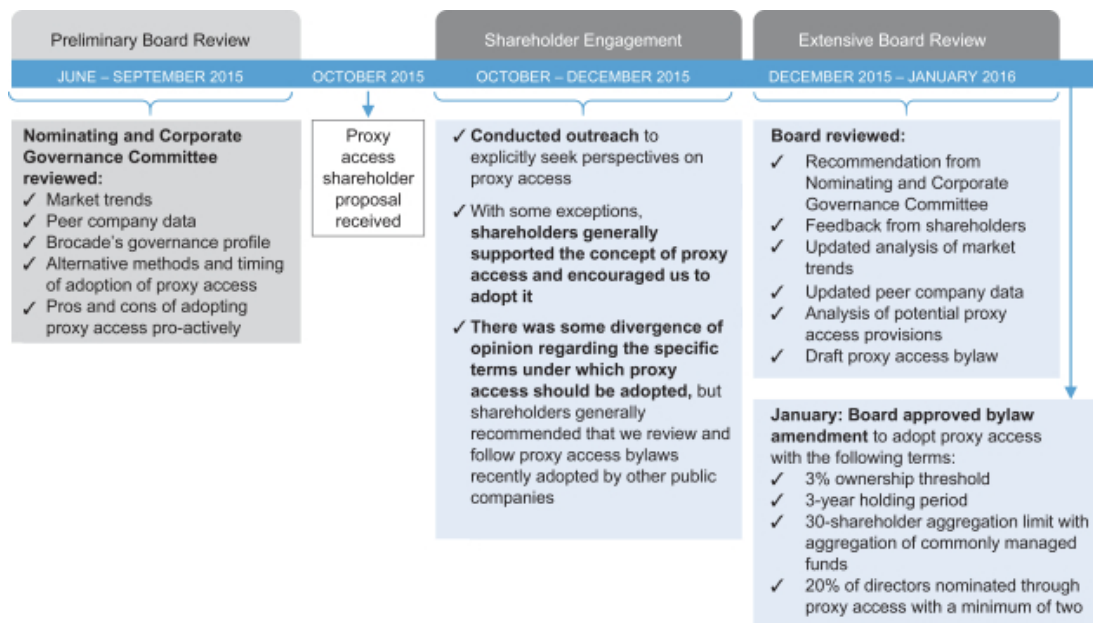 Preliminary Board Review
Shareholder Engagement
Extensive Board Review
JUNE – SEPTEMBER 2015
OCTOBER 2015
OCTOBER – DECEMBER 2015
DECEMBER 2015 – JANUARY 2016
Nominating and Corporate
Governance Committee
reviewed:
✓ Market trends
✓ Peer company data
✓ Brocade's governance profile
✓ Alternative methods and timing
of adoption of proxy access
✓ Pros and cons of adopting
proxy access pro-actively
Proxy
access
shareholder
proposal
received
✓ Conducted outreach to
explicitly seek perspectives on
proxy access
✓ With some exceptions,
shareholders generally
supported the concept of proxy
access and encouraged us to
adopt it
✓ There was some divergence of
opinion regarding the specific
terms under which proxy
access should be adopted, but
shareholders generally
recommended that we review and
follow proxy access bylaws
recently adopted by other public
companies
Board reviewed:
✓ Recommendation from
Nominating and Corporate
Governance Committee
✓ Feedback from shareholders
✓ Updated analysis of market
trends
✓ Updated peer company data
✓ Analysis of potential proxy
access provisions
✓ Draft proxy access bylaw
January: Board approved bylaw
amendment to adopt proxy access
with the following terms:
✓ 3% ownership threshold
✓ 3-year holding period
✓ 30-shareholder aggregation limit with
aggregation of commonly managed
funds
✓ 20% of directors nominated through
proxy access with a minimum of two